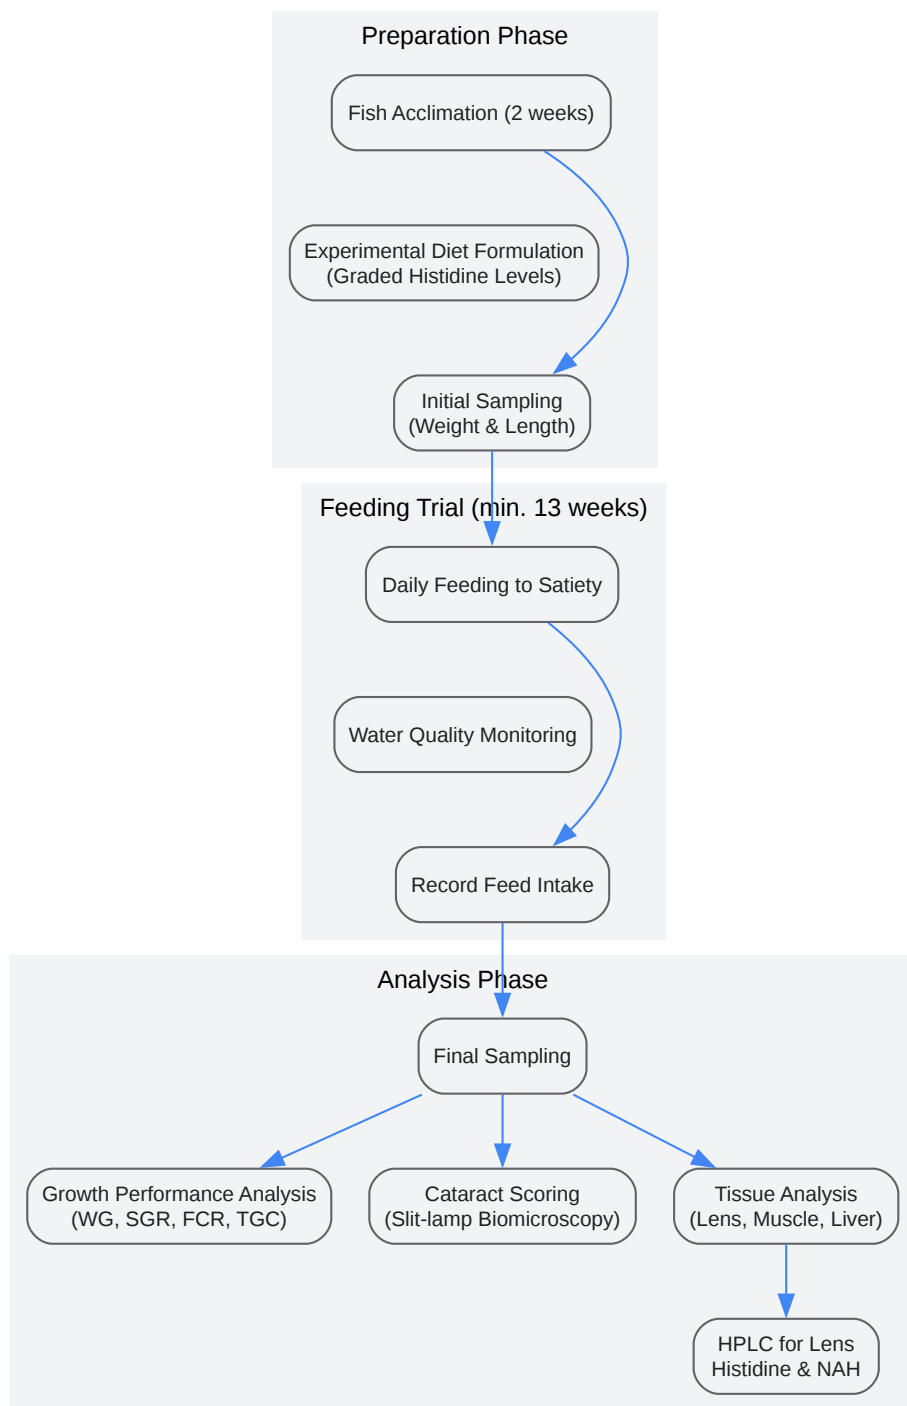 Preparation Phase
Fish Acclimation (2 weeks)
Experimental Diet Formulation
(Graded Histidine Levels)
Initial Sampling
(Weight & Length)
Feeding Trial (min. 13 weeks)
Daily Feeding to Satiety
Water Quality Monitoring
Record Feed Intake
Analysis Phase
Final Sampling
Growth Performance Analysis
(WG, SGR, FCR, TGC)
Cataract Scoring
(Slit-lamp Biomicroscopy)
Tissue Analysis
(Lens, Muscle, Liver)
HPLC for Lens
Histidine & NAH